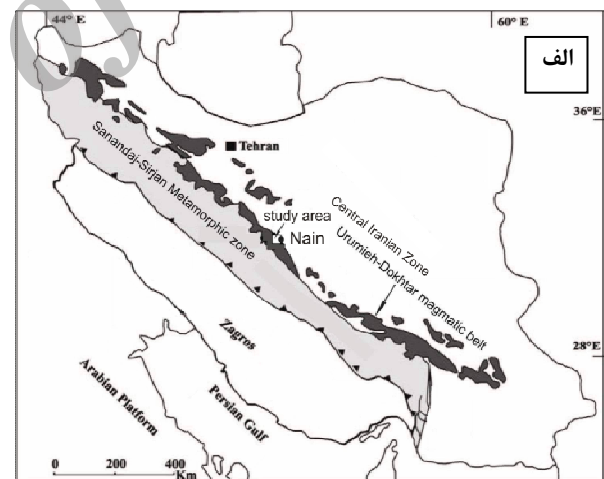 44° E
60° E
الف
36°E
Tehran
Sanandaj-Sirjan Metamorphic zone
study area
Nain
Central Iranian Zone
Urumieh-Dokhtar magmatic belt
28°E
Zagros
Arabian Platform
Persian Gulf
0 200 400
Km